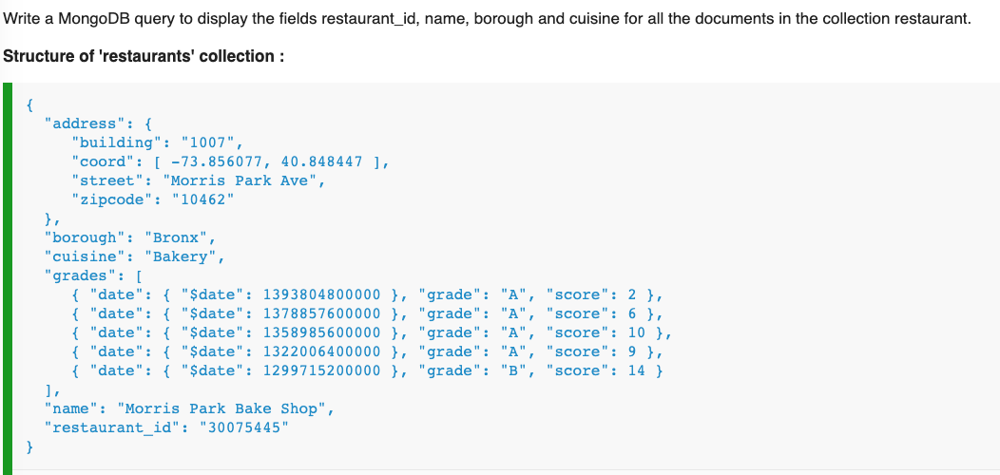 Write a MongoDB query to display the fields restaurant_id, name, borough and cuisine for all the documents in the collection restaurant.
Structure of 'restaurants' collection :
{
  "address": {
     "building": "1007",
     "coord": [ -73.856077, 40.848447 ],
     "street": "Morris Park Ave",
     "zipcode": "10462"
  },
  "borough": "Bronx",
  "cuisine": "Bakery",
  "grades": [
     { "date": { "$date": 1393804800000 }, "grade": "A", "score": 2 },
     { "date": { "$date": 1378857600000 }, "grade": "A", "score": 6 },
     { "date": { "$date": 1358985600000 }, "grade": "A", "score": 10 },
     { "date": { "$date": 1322006400000 }, "grade": "A", "score": 9 },
     { "date": { "$date": 1299715200000 }, "grade": "B", "score": 14 }
  ],
  "name": "Morris Park Bake Shop",
  "restaurant_id": "30075445"
}